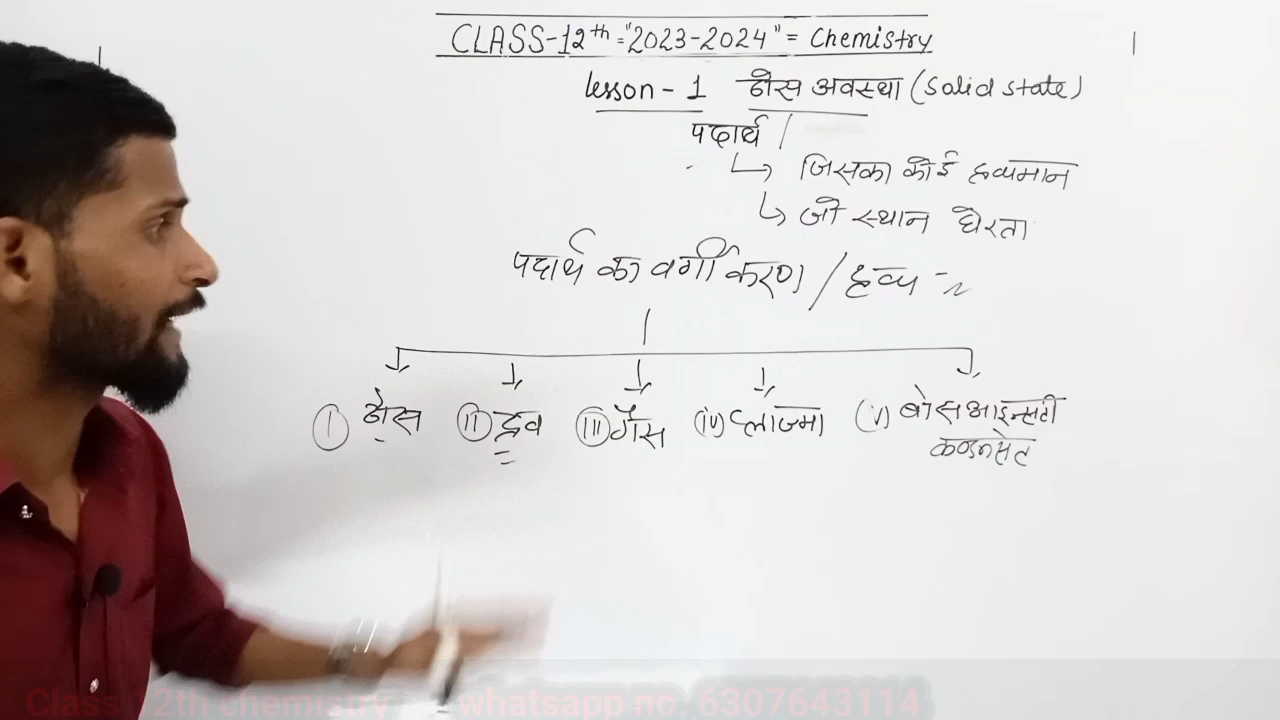 CLASS-12th = "2023-2024" = Chemistry
lesson - 1 ठोस अवस्था (Solid state)
पदार्थ /
↳ जिसका कोई द्रव्यमान
↳ जो स्थान घेरता
पदार्थ का वर्गीकरण / द्रव्य
(I) ठोस (II) द्रव (III) गैस (iv) प्लाज्मा (v) बोस आइन्सटी
कण्डनसेट
Class 12th chemistry whatsapp no. 6307643114